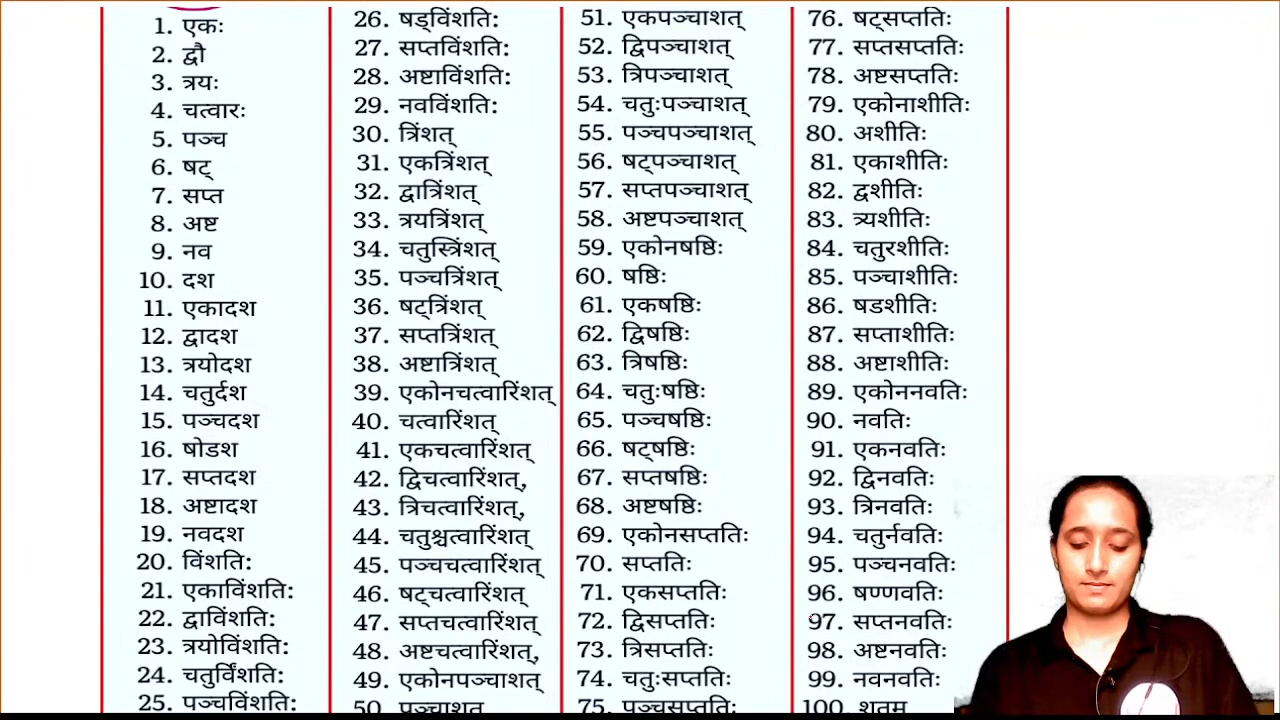 1. एकः
2. द्वौ
3. त्रयः
4. चत्वारः
5. पञ्च
6. षट्
7. सप्त
8. अष्ट
9. नव
10. दश
11. एकादश
12. द्वादश
13. त्रयोदश
14. चतुर्दश
15. पञ्चदश
16. षोडश
17. सप्तदश
18. अष्टादश
19. नवदश
20. विंशति:
21. एकाविंशति:
22. द्वाविंशति:
23. त्रयोविंशति:
24. चतुर्विंशति:
25. पञ्चविंशति:
26. षड्विंशति:
27. सप्तविंशति:
28. अष्टाविंशति:
29. नवविंशति:
30. त्रिंशत्
31. एकत्रिंशत्
32. द्वात्रिंशत्
33. त्रयत्रिंशत्
34. चतुस्त्रिंशत्
35. पञ्चत्रिंशत्
36. षट्त्रिंशत्
37. सप्तत्रिंशत्
38. अष्टात्रिंशत्
39. एकोनचत्वारिंशत्
40. चत्वारिंशत्
41. एकचत्वारिंशत्
42. द्विचत्वारिंशत्,
43. त्रिचत्वारिंशत्,
44. चतुश्चत्वारिंशत्
45. पञ्चचत्वारिंशत्
46. षट्चत्वारिंशत्
47. सप्तचत्वारिंशत्
48. अष्टचत्वारिंशत्,
49. एकोनपञ्चाशत्
50. पञ्चाशत्
51. एकपञ्चाशत्
52. द्विपञ्चाशत्
53. त्रिपञ्चाशत्
54. चतुःपञ्चाशत्
55. पञ्चपञ्चाशत्
56. षट्पञ्चाशत्
57. सप्तपञ्चाशत्
58. अष्टपञ्चाशत्
59. एकोनषष्ठिः
60. षष्ठिः
61. एकषष्ठिः
62. द्विषष्ठिः
63. त्रिषष्ठिः
64. चतुःषष्ठिः
65. पञ्चषष्ठिः
66. षट्षष्ठिः
67. सप्तषष्ठिः
68. अष्टषष्ठिः
69. एकोनसप्ततिः
70. सप्ततिः
71. एकसप्ततिः
72. द्विसप्ततिः
73. त्रिसप्ततिः
74. चतुःसप्ततिः
75. पञ्चसप्ततिः
76. षट्सप्ततिः
77. सप्तसप्ततिः
78. अष्टसप्ततिः
79. एकोनाशीतिः
80. अशीतिः
81. एकाशीतिः
82. द्वशीतिः
83. त्र्यशीतिः
84. चतुरशीतिः
85. पञ्चाशीतिः
86. षडशीतिः
87. सप्ताशीतिः
88. अष्टाशीतिः
89. एकोननवतिः
90. नवतिः
91. एकनवतिः
92. द्विनवतिः
93. त्रिनवतिः
94. चतुर्नवतिः
95. पञ्चनवतिः
96. षण्णवतिः
97. सप्तनवतिः
98. अष्टनवतिः
99. नवनवतिः
100. शतम्